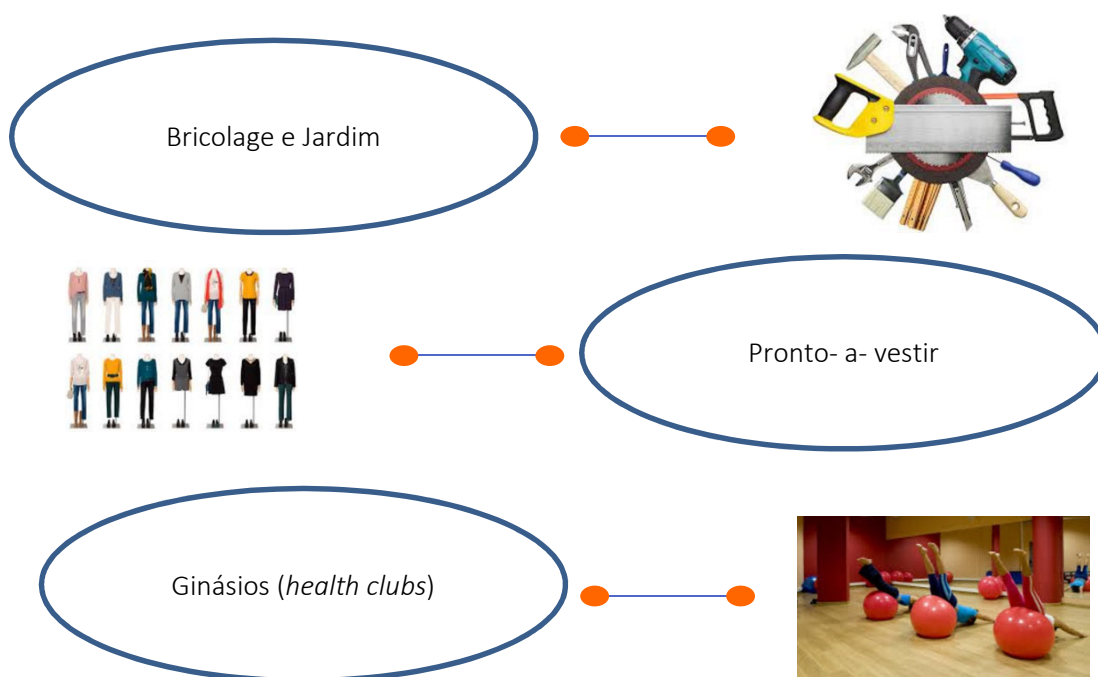 Bricolage e Jardim
Pronto- a- vestir
Ginásios (health clubs)